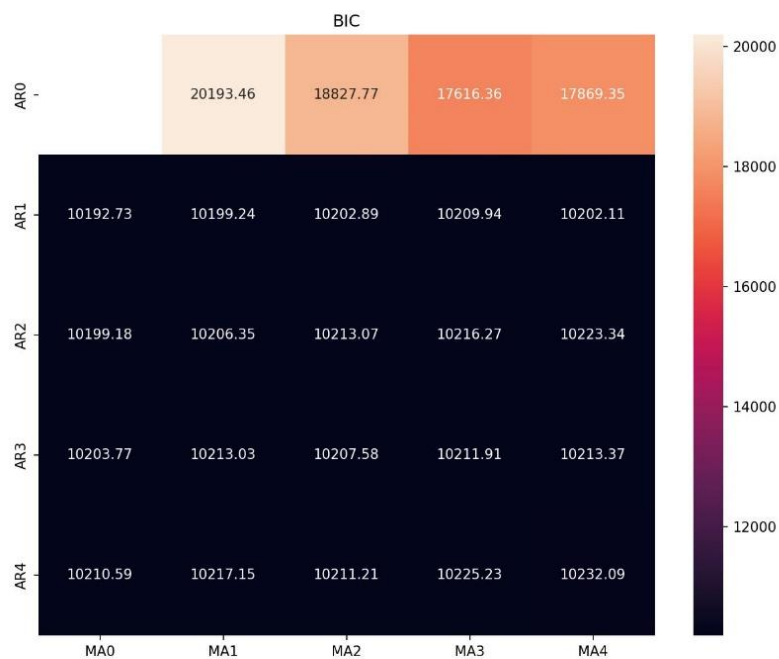 BIC
AR0 20193.46 18827.77 17616.36 17869.35
AR1 10192.73 10199.24 10202.89 10209.94 10202.11
AR2 10199.18 10206.35 10213.07 10216.27 10223.34
AR3 10203.77 10213.03 10207.58 10211.91 10213.37
AR4 10210.59 10217.15 10211.21 10225.23 10232.09
MA0 MA1 MA2 MA3 MA4
20000
18000
16000
14000
12000